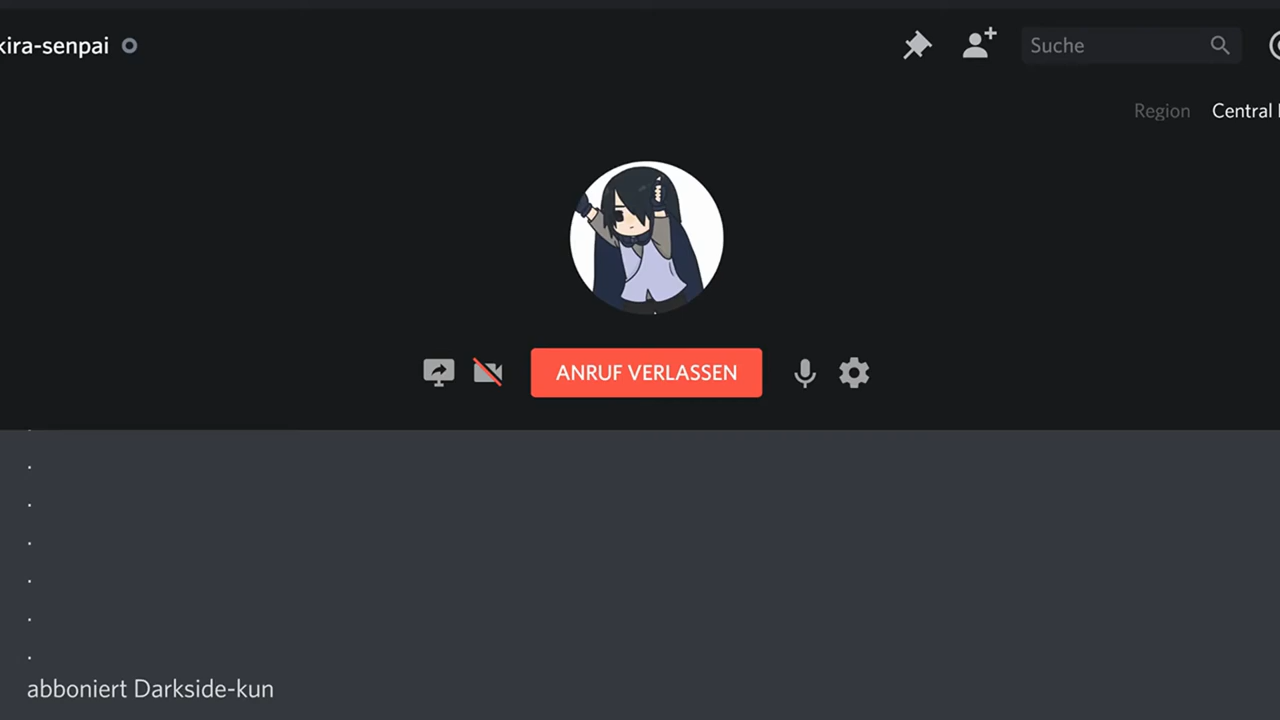 kira-senpai
Suche
Region Central
ANRUF VERLASSEN
.
.
.
.
.
.
abboniert Darkside-kun